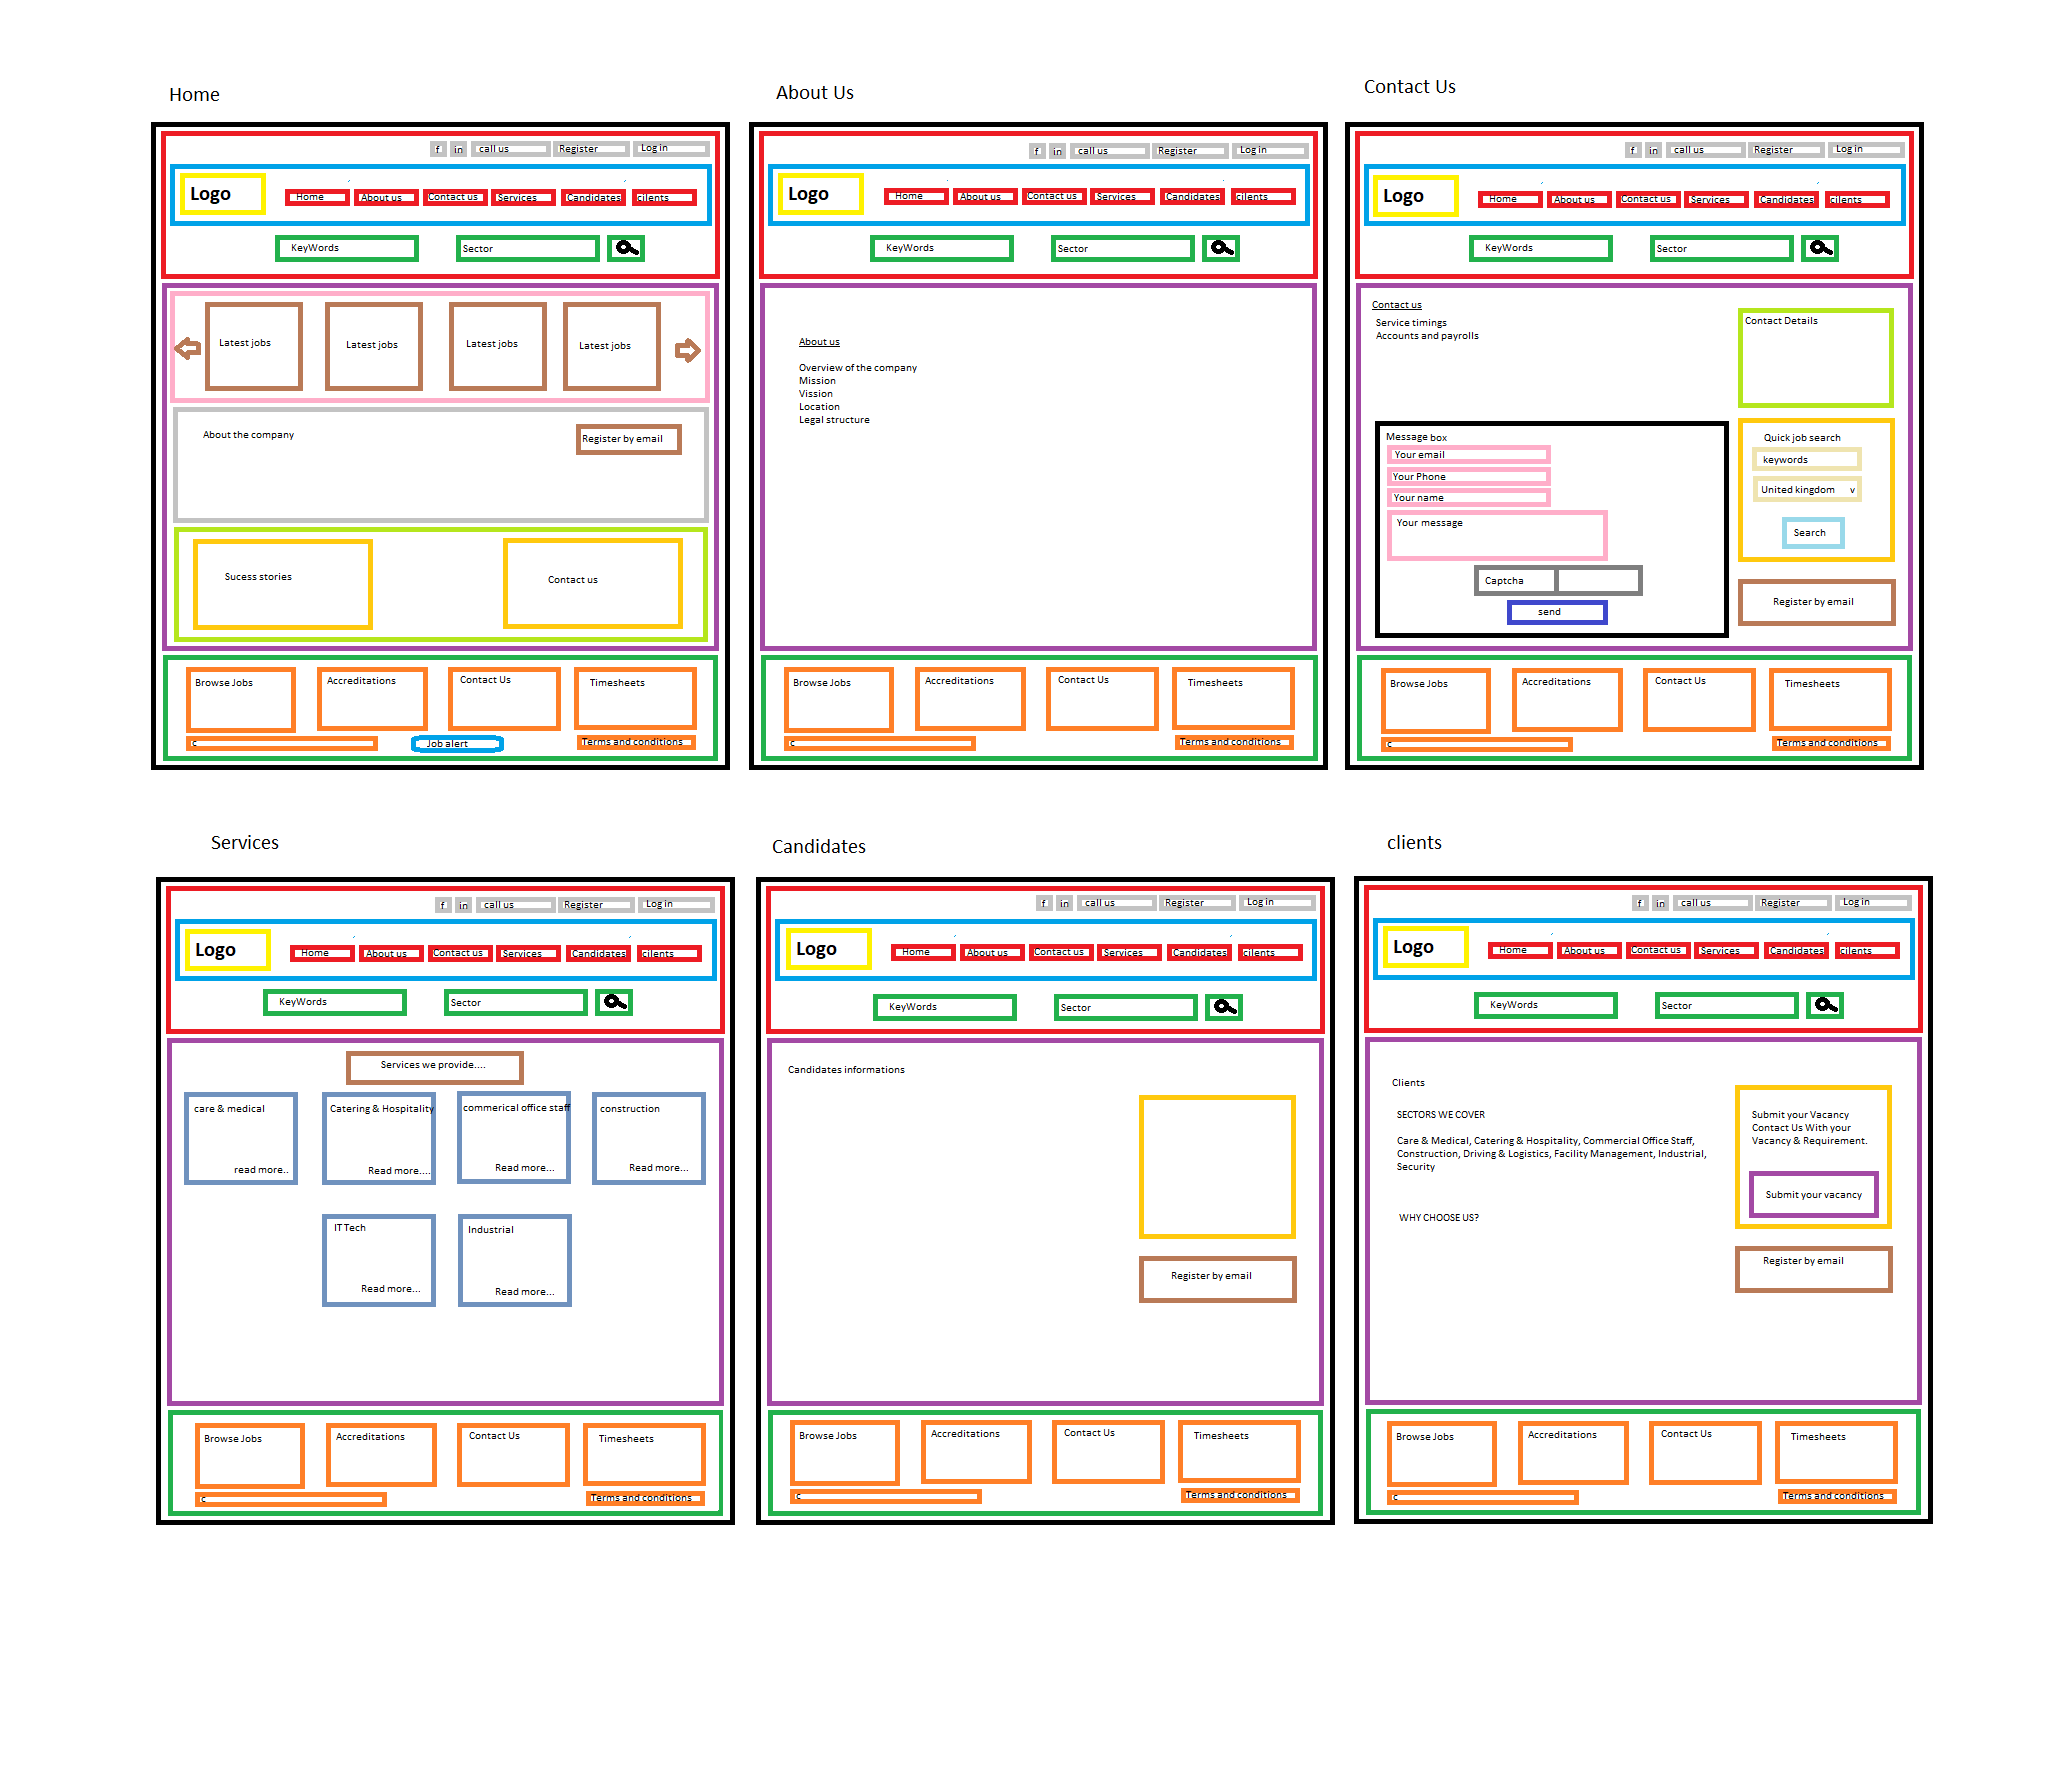 Home
f in call us Register Log in
Logo
Home About us Contact us Services Candidates cilents
KeyWords Sector
Latest jobs Latest jobs Latest jobs Latest jobs
About the company
Register by email
Sucess stories
Contact us
Browse Jobs Accreditations Contact Us Timesheets
c Job alert Terms and conditions
About Us
f in call us Register Log in
Logo
Home About us Contact us Services Candidates cilents
KeyWords Sector
About us
Overview of the company
Mission
Vission
Location
Legal structure
Browse Jobs Accreditations Contact Us Timesheets
c Terms and conditions
Contact Us
f in call us Register Log in
Logo
Home About us Contact us Services Candidates cilents
KeyWords Sector
Contact us
Service timings
Accounts and payrolls
Contact Details
Message box
Your email
Your Phone
Your name
Your message
Captcha
send
Quick job search
keywords
United kingdom v
Search
Register by email
Browse Jobs Accreditations Contact Us Timesheets
c Terms and conditions
Services
f in call us Register Log in
Logo
Home About us Contact us Services Candidates cilents
KeyWords Sector
Services we provide....
care & medical
read more..
Catering & Hospitality
Read more....
commerical office staff
Read more...
construction
Read more...
IT Tech
Read more...
Industrial
Read more...
Browse Jobs Accreditations Contact Us Timesheets
c Terms and conditions
Candidates
f in call us Register Log in
Logo
Home About us Contact us Services Candidates cilents
KeyWords Sector
Candidates informations
Register by email
Browse Jobs Accreditations Contact Us Timesheets
c Terms and conditions
clients
f in call us Register Log in
Logo
Home About us Contact us Services Candidates cilents
KeyWords Sector
Clients
SECTORS WE COVER
Care & Medical, Catering & Hospitality, Commercial Office Staff,
Construction, Driving & Logistics, Facility Management, Industrial,
Security
WHY CHOOSE US?
Submit your Vacancy
Contact Us With your
Vacancy & Requirement.
Submit your vacancy
Register by email
Browse Jobs Accreditations Contact Us Timesheets
c Terms and conditions